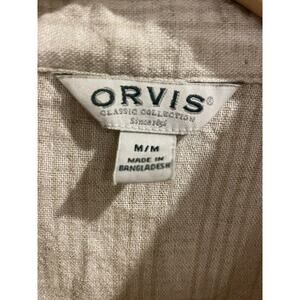 ORVIS®
CLASSIC COLLECTION
Since 1856
M/M
MADE IN
BANGLADESH